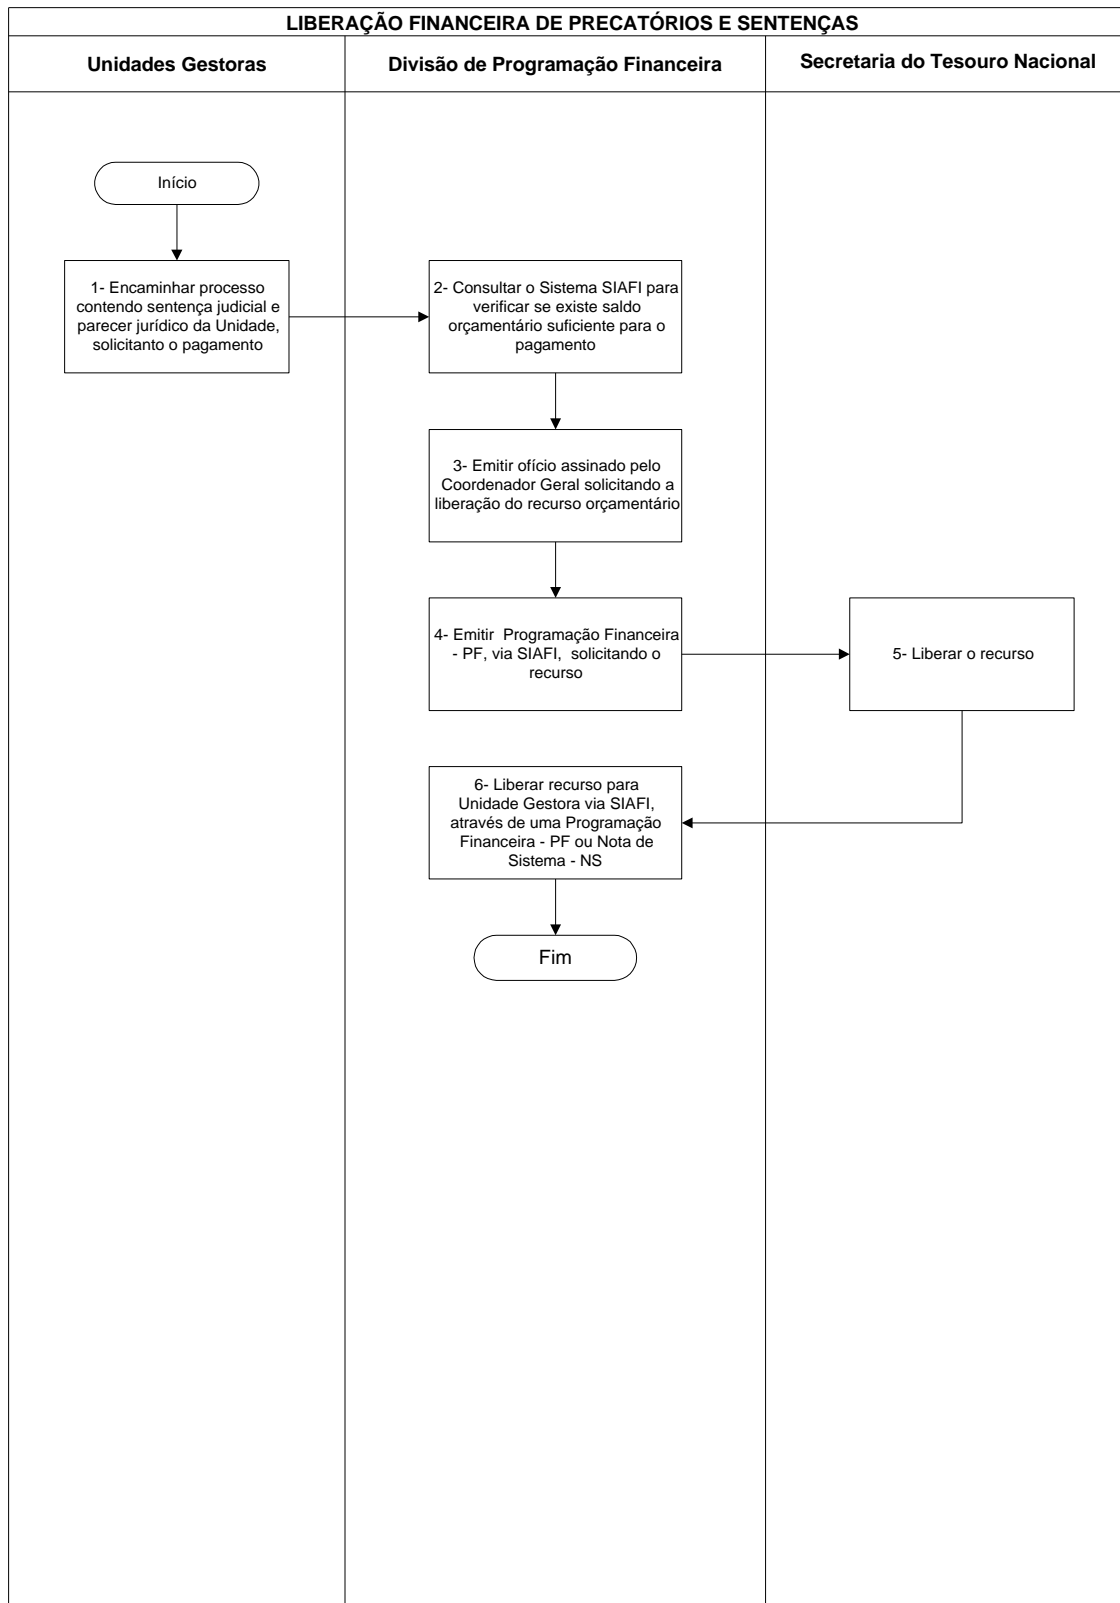 LIBERAÇÃO FINANCEIRA DE PRECATÓRIOS E SENTENÇAS
Unidades Gestoras
Divisão de Programação Financeira
Secretaria do Tesouro Nacional
Início
1- Encaminhar processo
contendo sentença judicial e
parecer jurídico da Unidade,
solicitanto o pagamento
2- Consultar o Sistema SIAFI para
verificar se existe saldo
orçamentário suficiente para o
pagamento
3- Emitir ofício assinado pelo
Coordenador Geral solicitando a
liberação do recurso orçamentário
4- Emitir Programação Financeira
- PF, via SIAFI, solicitando o
recurso
5- Liberar o recurso
6- Liberar recurso para
Unidade Gestora via SIAFI,
através de uma Programação
Financeira - PF ou Nota de
Sistema - NS
Fim